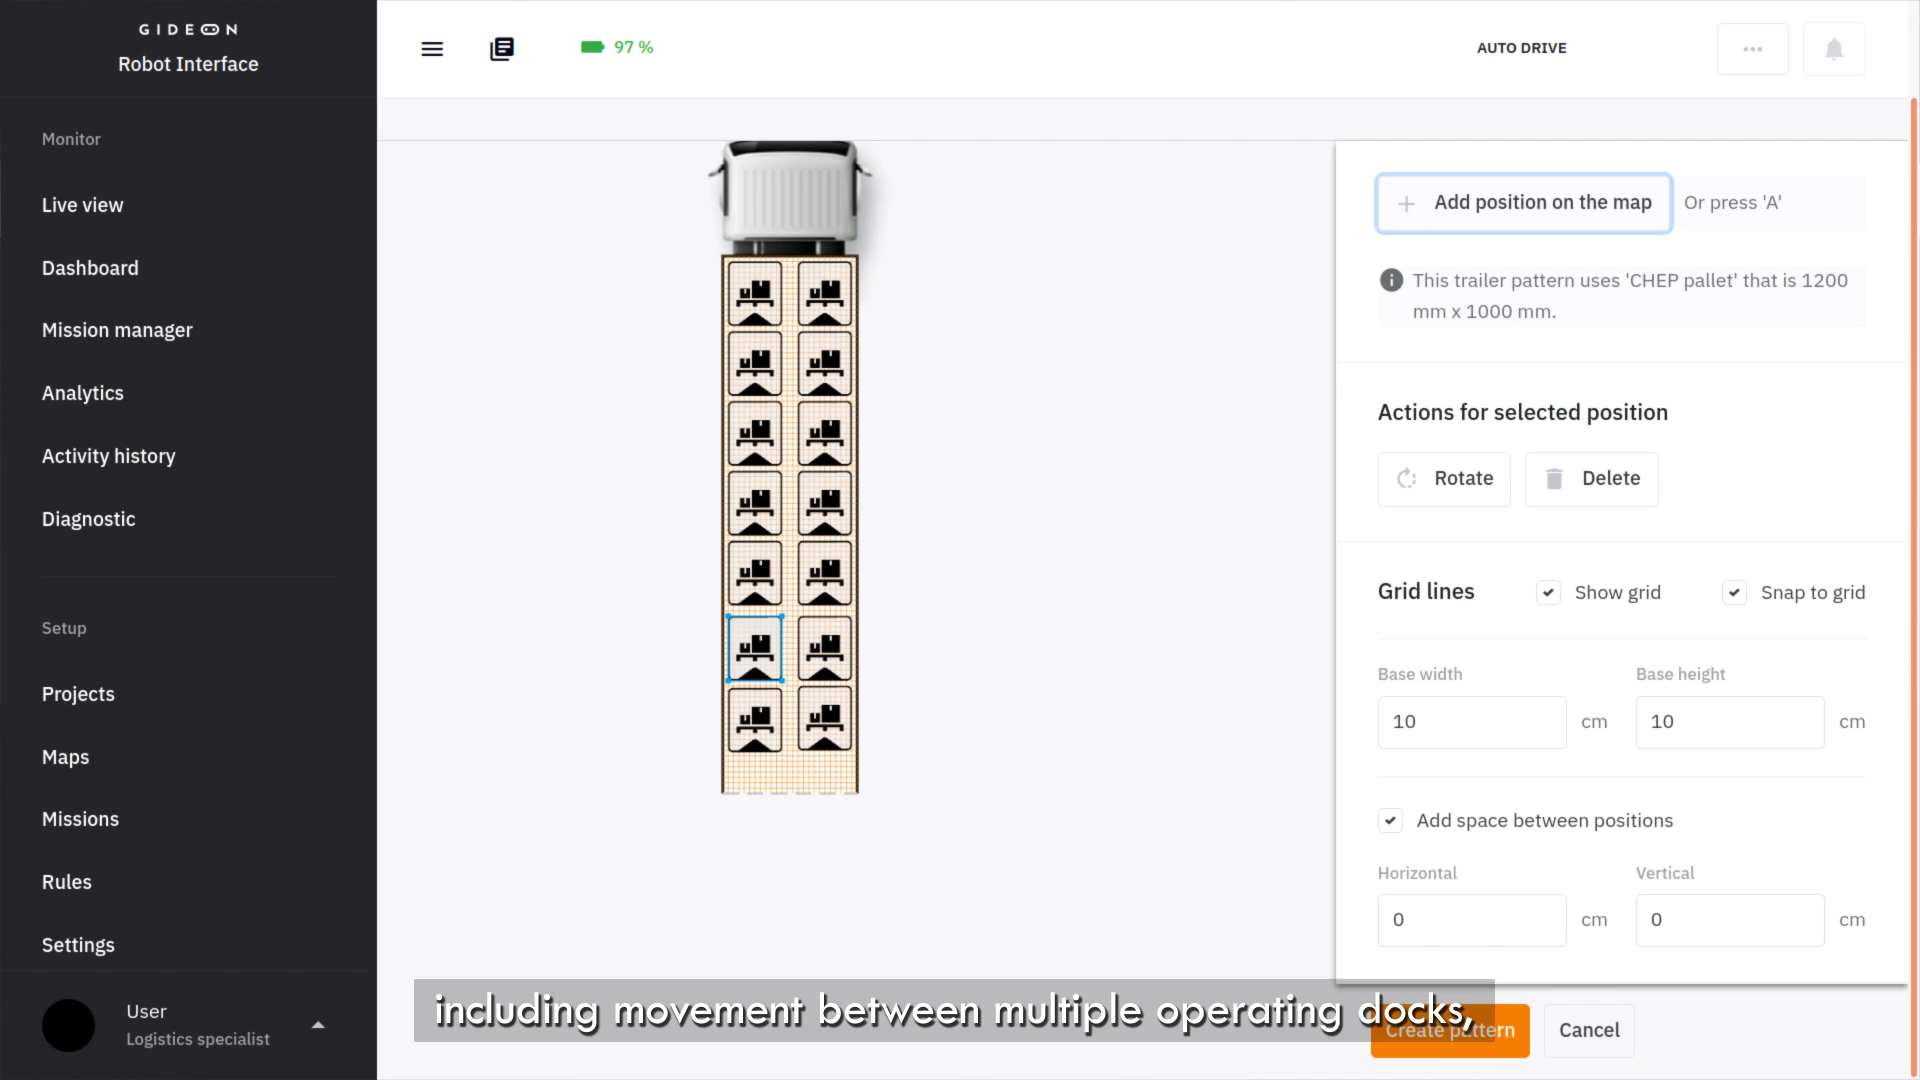 GIDEON
Robot Interface
97 %
AUTO DRIVE
Monitor
Live view
Dashboard
Mission manager
Analytics
Activity history
Diagnostic
Setup
Projects
Maps
Missions
Rules
Settings
User
Logistics specialist
Add position on the map
Or press 'A'
This trailer pattern uses 'CHEP pallet' that is 1200
mm x 1000 mm.
Actions for selected position
Rotate
Delete
Grid lines
Show grid
Snap to grid
Base width
Base height
10 cm
10 cm
Add space between positions
Horizontal
Vertical
0 cm
0 cm
including movement between multiple operating docks,
Create pattern
Cancel